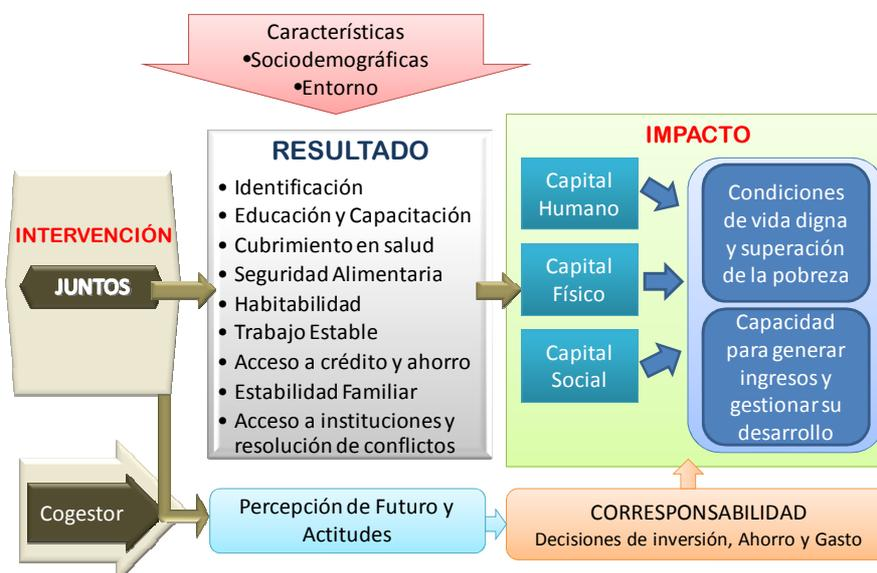 Características
•Sociodemográficas
•Entorno
INTERVENCIÓN
JUNTOS
RESULTADO
• Identificación
• Educación y Capacitación
• Cubrimiento en salud
• Seguridad Alimentaria
• Habitabilidad
• Trabajo Estable
• Acceso a crédito y ahorro
• Estabilidad Familiar
• Acceso a instituciones y
resolución de conflictos
IMPACTO
Capital
Humano
Capital
Físico
Capital
Social
Condiciones
de vida digna
y superación
de la pobreza
Capacidad
para generar
ingresos y
gestionar su
desarrollo
Cogestor
Percepción de Futuro y
Actitudes
CORRESPONSABILIDAD
Decisiones de inversión, Ahorro y Gasto